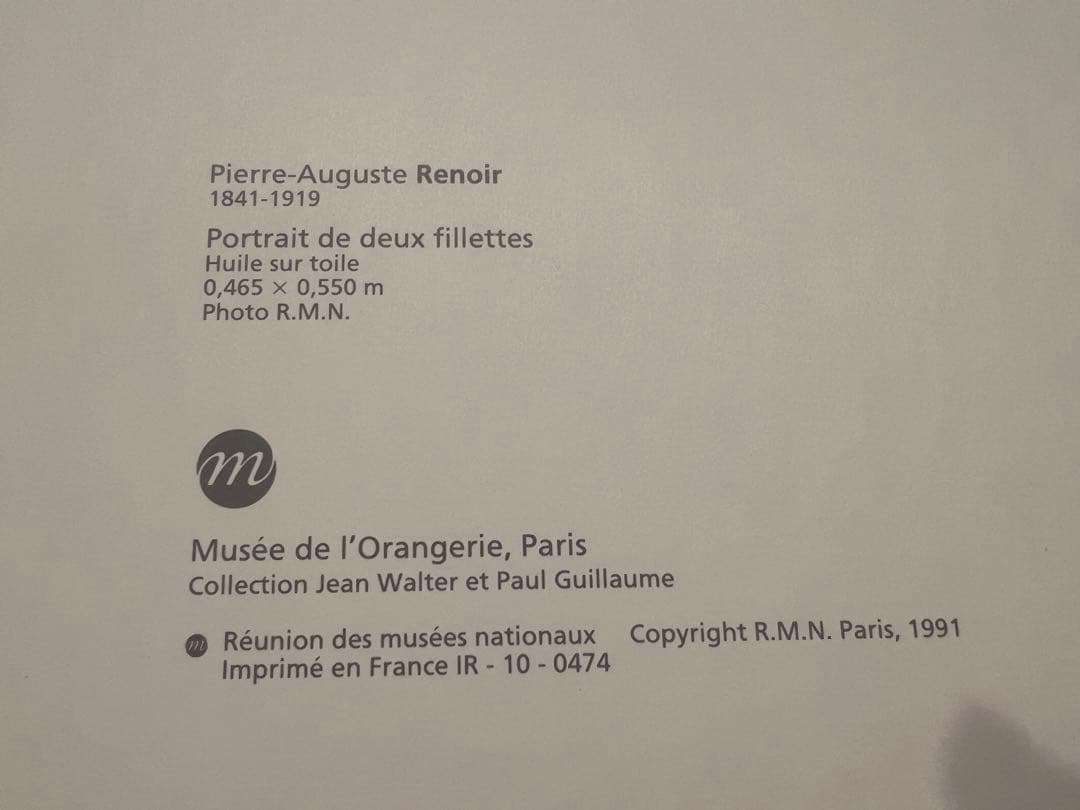 Pierre-Auguste Renoir
1841-1919
Portrait de deux fillettes
Huile sur toile
0,465 × 0,550 m
Photo R.M.N.
m
Musée de l'Orangerie, Paris
Collection Jean Walter et Paul Guillaume
m Réunion des musées nationaux Copyright R.M.N. Paris, 1991
Imprimé en France IR - 10 - 0474